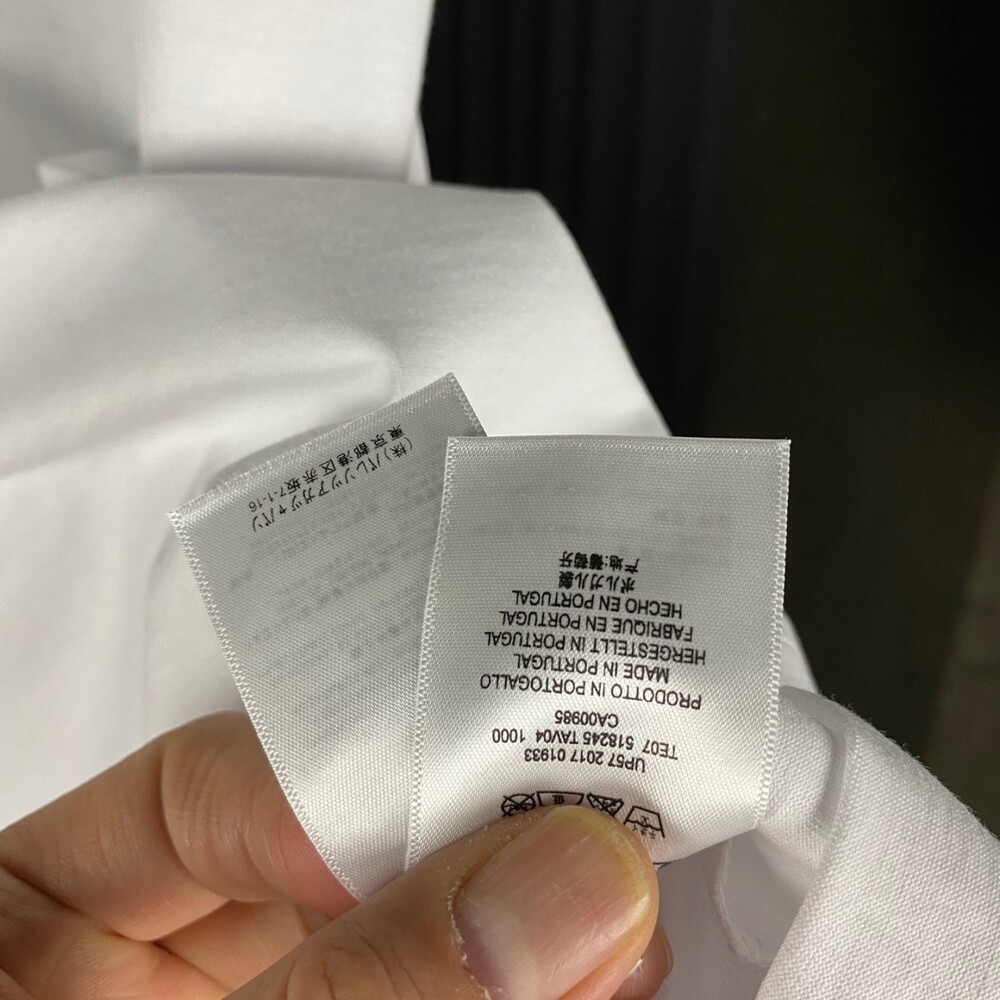 UP57 2017 01933
TE07 518245 TAV04 1000
CA00985
PRODOTTO IN PORTOGALLO
MADE IN PORTUGAL
HERGESTELLT IN PORTUGAL
FABRIQUE EN PORTUGAL
HECHO EN PORTUGAL
ポルガル製
产地:葡萄牙
(株)バレンシアガジャパン
東京都港区赤坂7-1-16